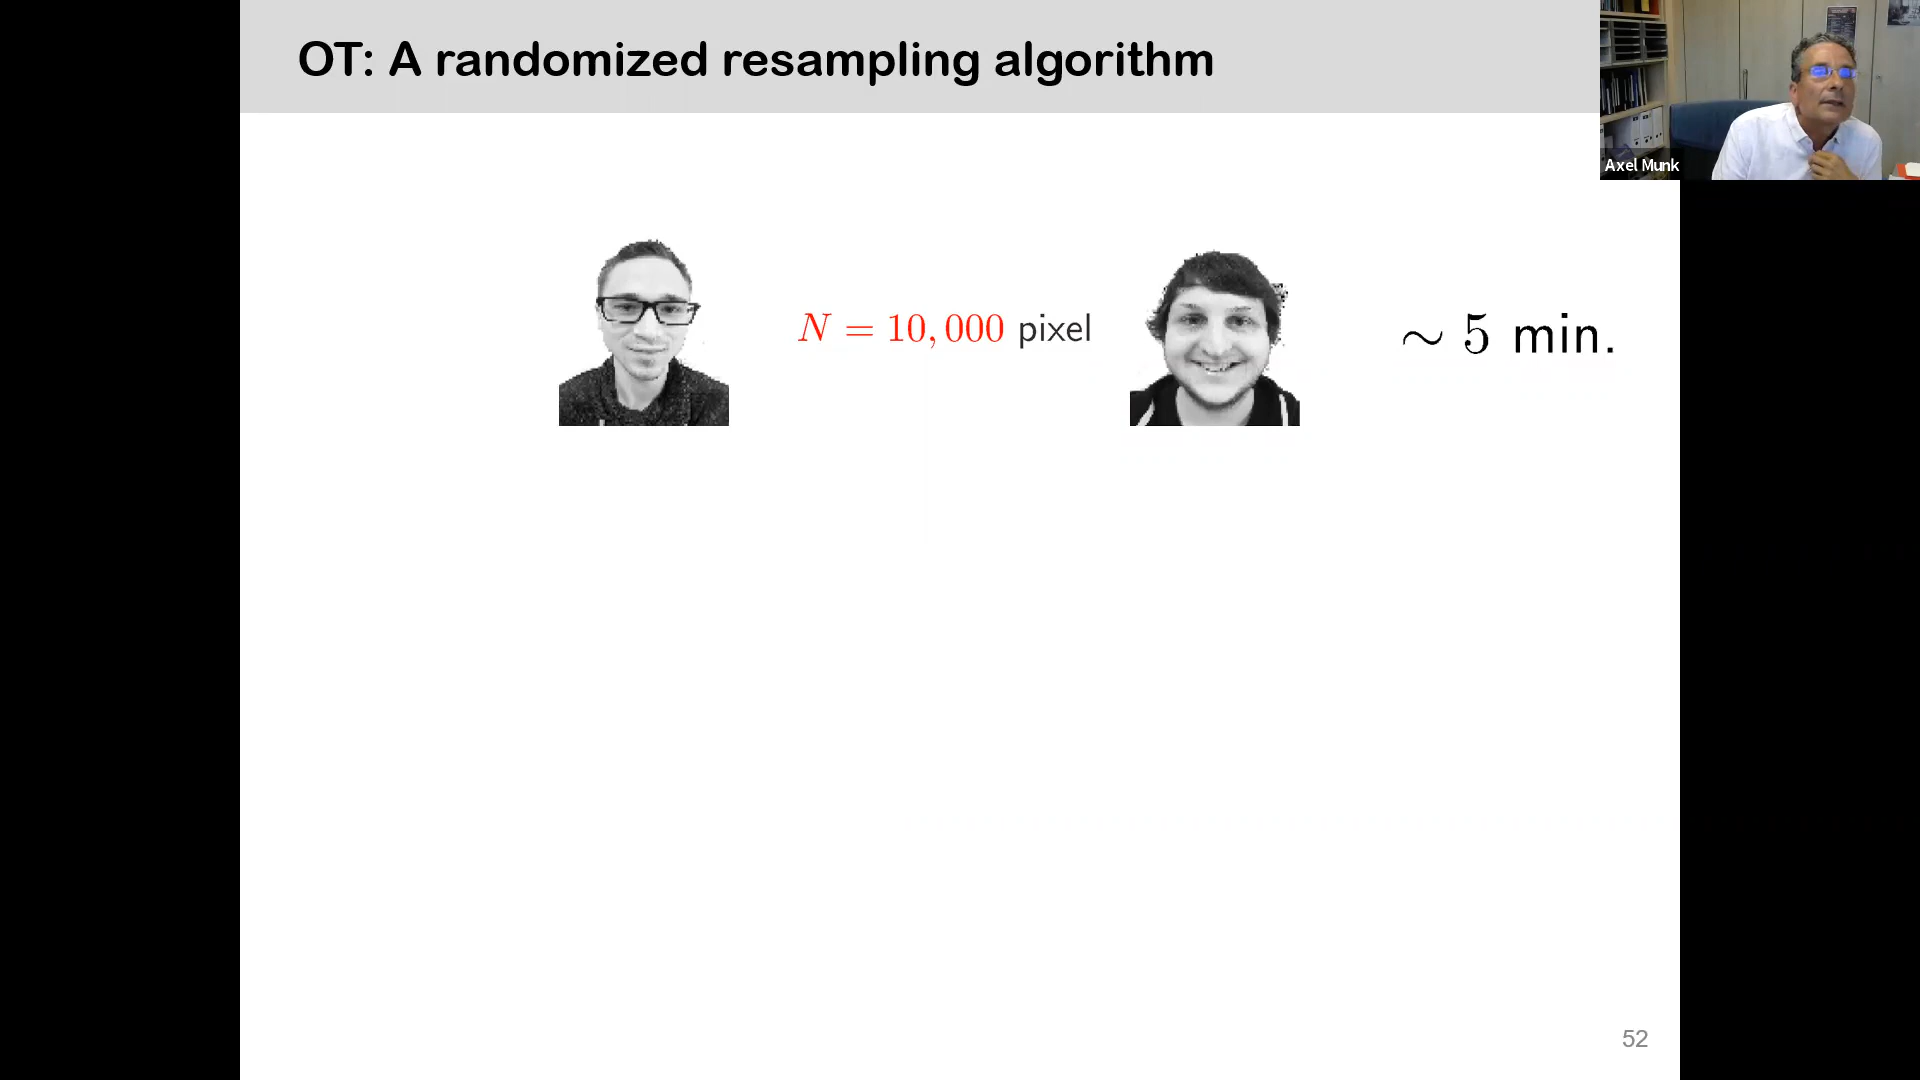 OT: A randomized resampling algorithm
Axel Munk
N = 10,000 pixel
∼ 5 min.
52